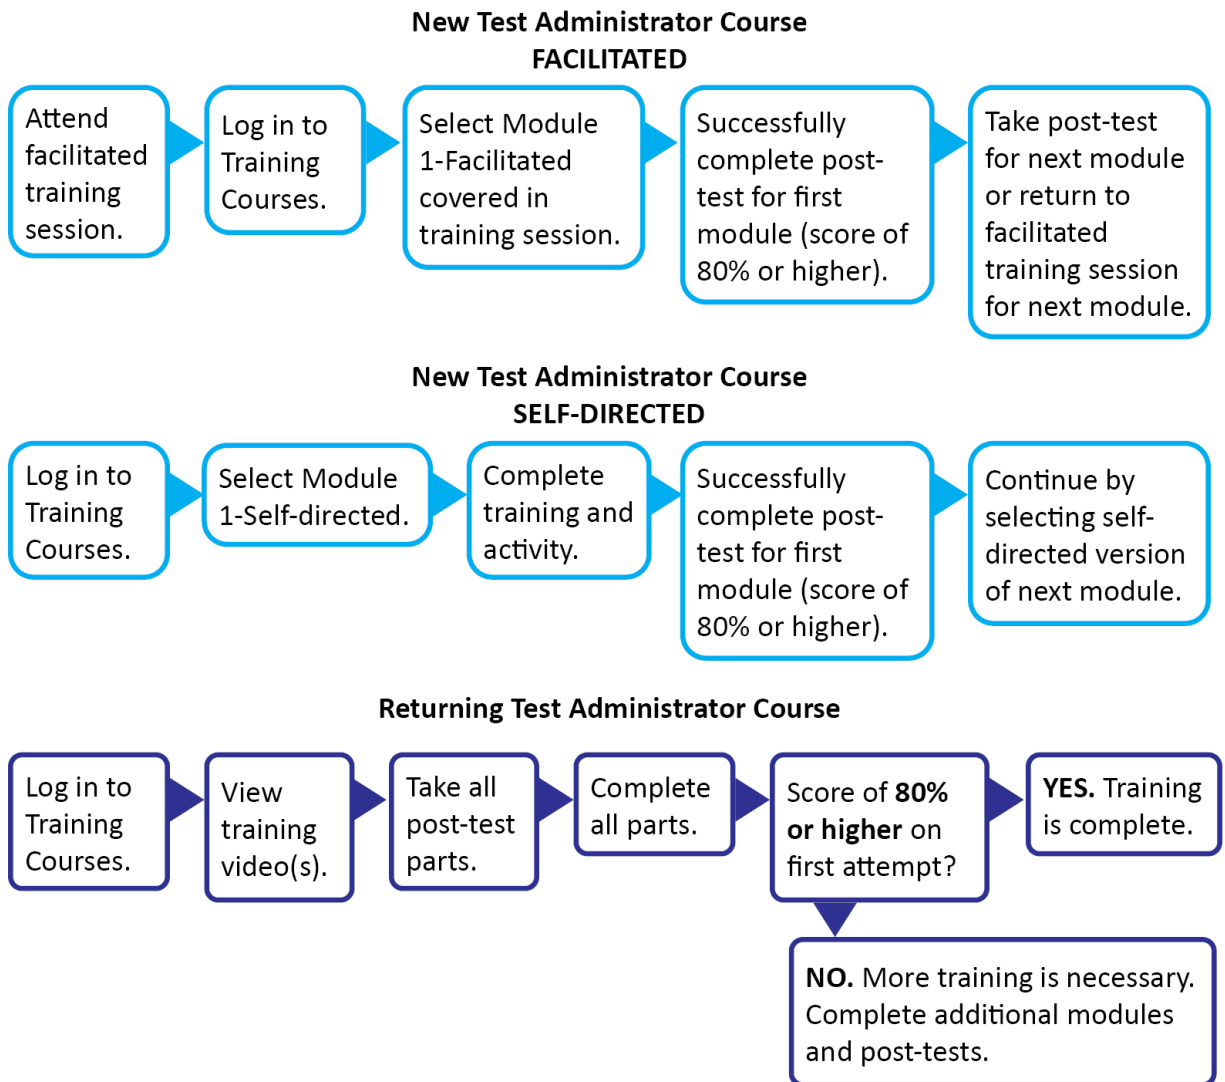 New Test Administrator Course
FACILITATED
Attend
facilitated
training
session.
Log in to
Training
Courses.
Select Module
1-Facilitated
covered in
training session.
Successfully
complete post-
test for first
module (score of
80% or higher).
Take post-test
for next module
or return to
facilitated
training session
for next module.
New Test Administrator Course
SELF-DIRECTED
Log in to
Training
Courses.
Select Module
1-Self-directed.
Complete
training and
activity.
Successfully
complete post-
test for first
module (score of
80% or higher).
Continue by
selecting self-
directed version
of next module.
Returning Test Administrator Course
Log in to
Training
Courses.
View
training
video(s).
Take all
post-test
parts.
Complete
all parts.
Score of 80%
or higher on
first attempt?
YES. Training
is complete.
NO. More training is necessary.
Complete additional modules
and post-tests.